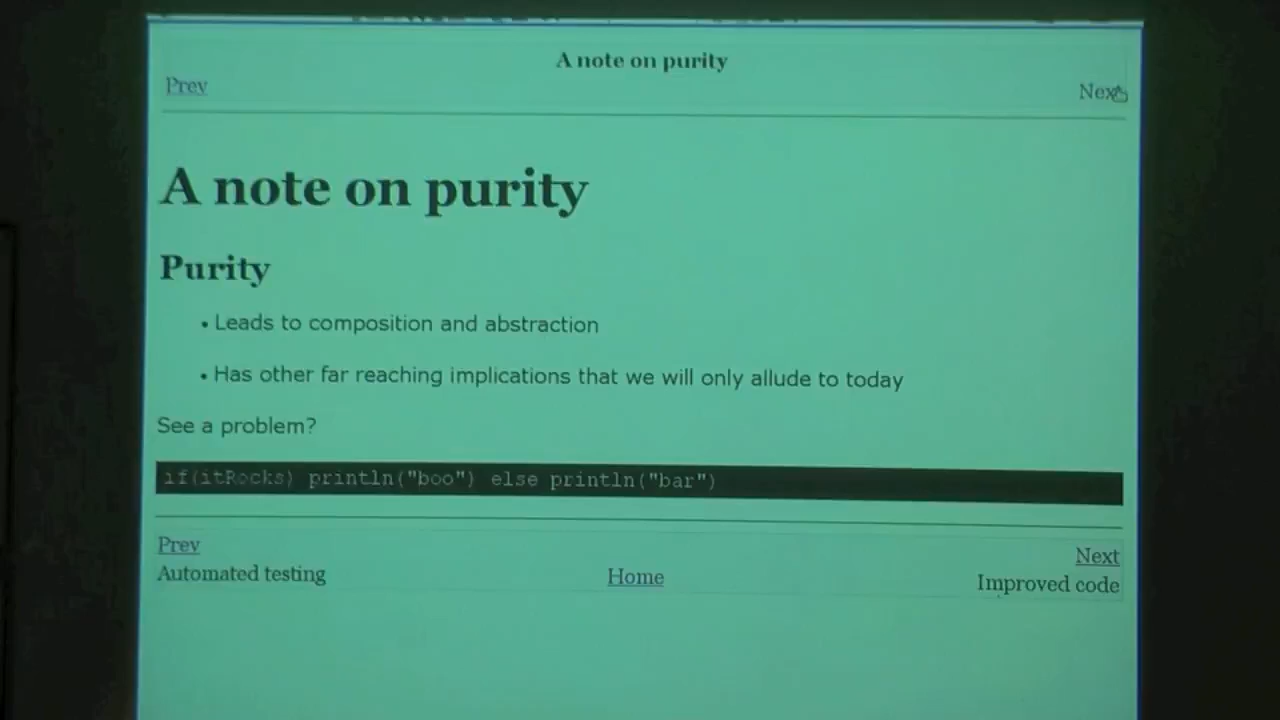 A note on purity
Prev
Next
A note on purity
Purity
• Leads to composition and abstraction
• Has other far reaching implications that we will only allude to today
See a problem?
if(itRocks) println("boo") else println("bar")
Prev
Next
Automated testing
Home
Improved code